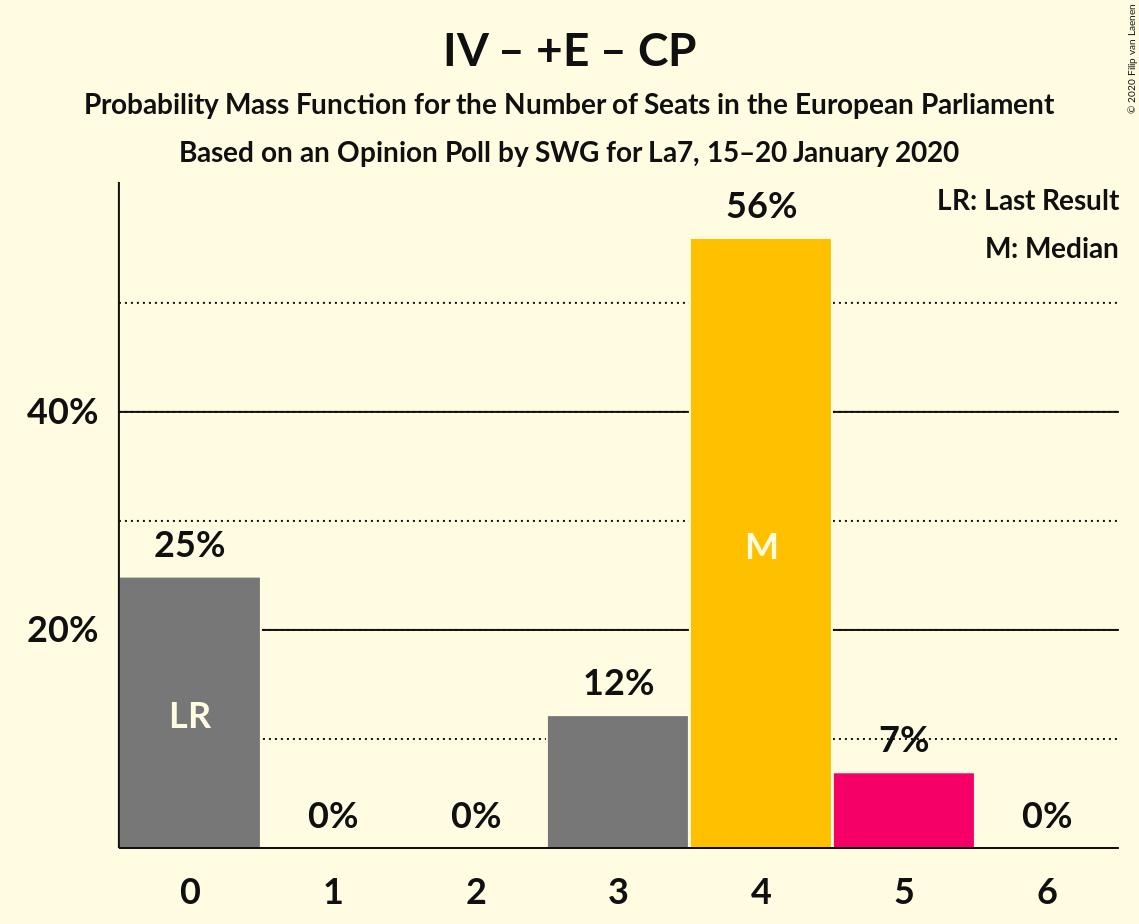 IV – +E – CP
Probability Mass Function for the Number of Seats in the European Parliament
Based on an Opinion Poll by SWG for La7, 15–20 January 2020
© 2020 Filip van Laenen
LR: Last Result
M: Median
56%
40%
25%
M
20%
12%
LR
7%
0%
0%
0%
0 1 2 3 4 5 6